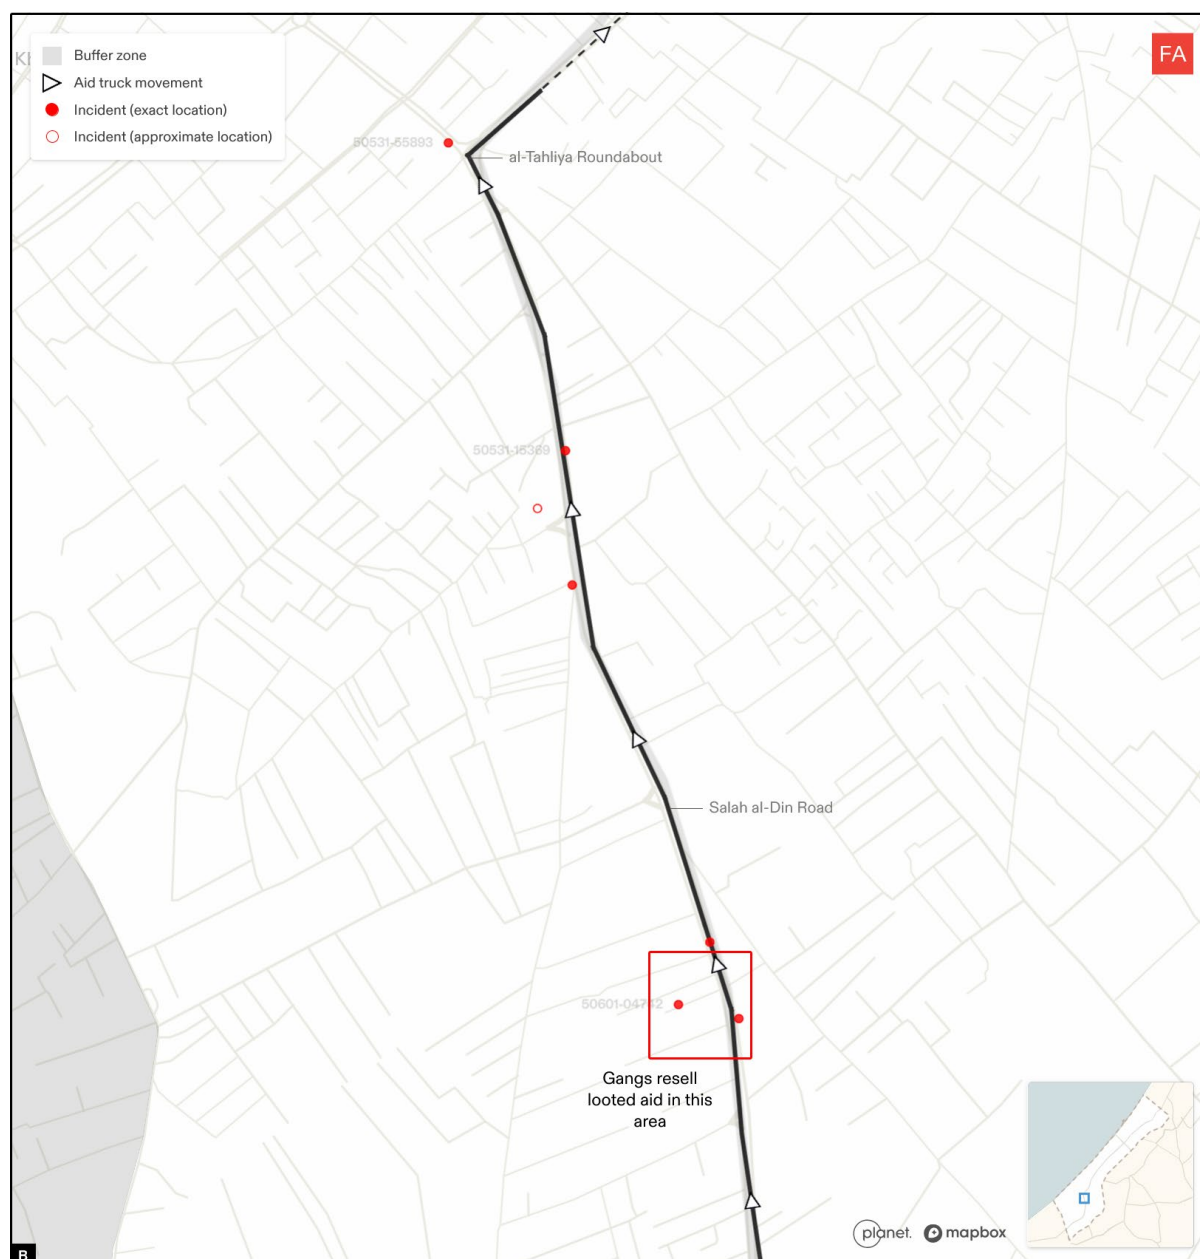 Buffer zone
Aid truck movement
Incident (exact location)
Incident (approximate location)
FA
50531-55893
al-Tahliya Roundabout
50531-15369
Salah al-Din Road
Gangs resell
looted aid in this
area
planet.
mapbox
B